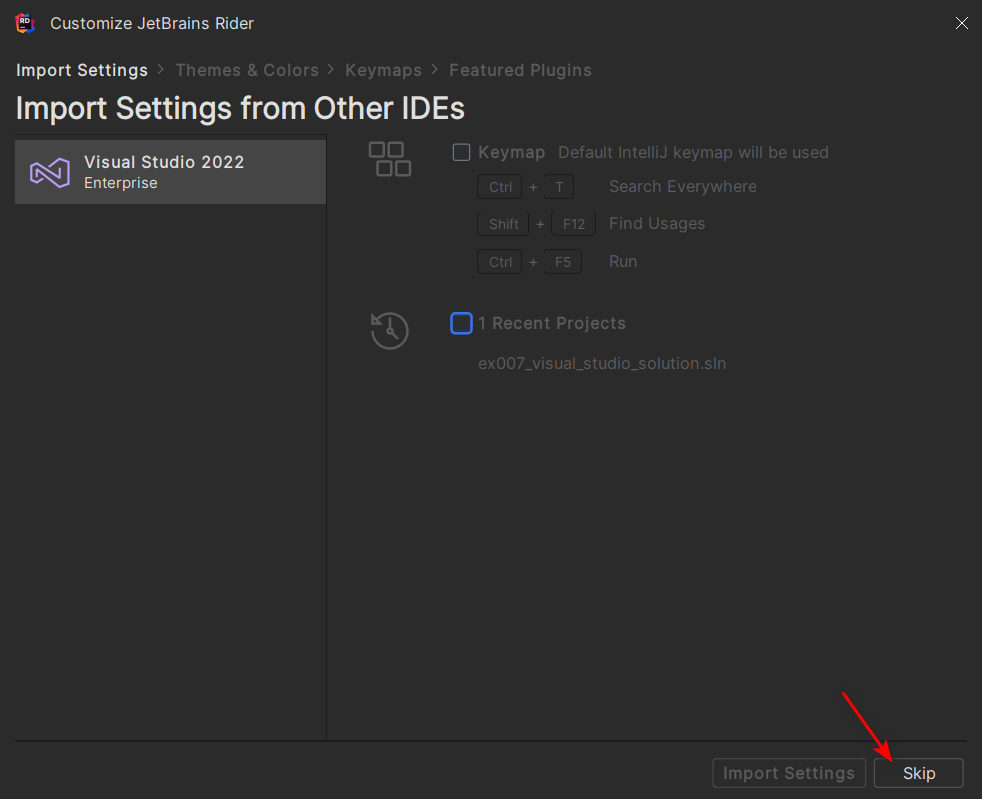 RD
Customize JetBrains Rider
Import Settings > Themes & Colors > Keymaps > Featured Plugins
Import Settings from Other IDEs
Visual Studio 2022
Enterprise
Keymap Default IntelliJ keymap will be used
Ctrl + T Search Everywhere
Shift + F12 Find Usages
Ctrl + F5 Run
1 Recent Projects
ex007_visual_studio_solution.sln
Import Settings Skip